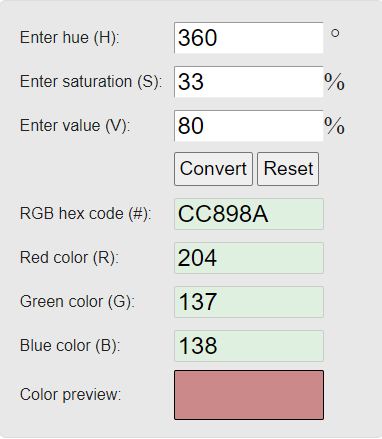 Enter hue (H): 360 °
Enter saturation (S): 33 %
Enter value (V): 80 %
Convert Reset
RGB hex code (#): CC898A
Red color (R): 204
Green color (G): 137
Blue color (B): 138
Color preview: